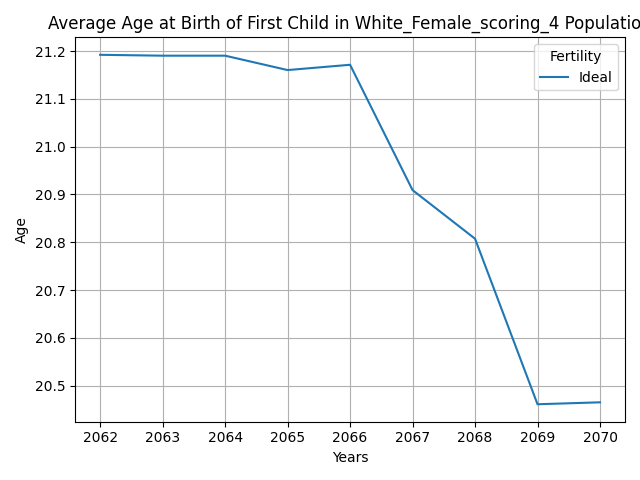 Average Age at Birth of First Child in White_Female_scoring_4 Populatio
21.2
21.1
21.0
20.9
20.8
20.7
20.6
20.5
Age
Fertility
Ideal
2062 2063 2064 2065 2066 2067 2068 2069 2070
Years